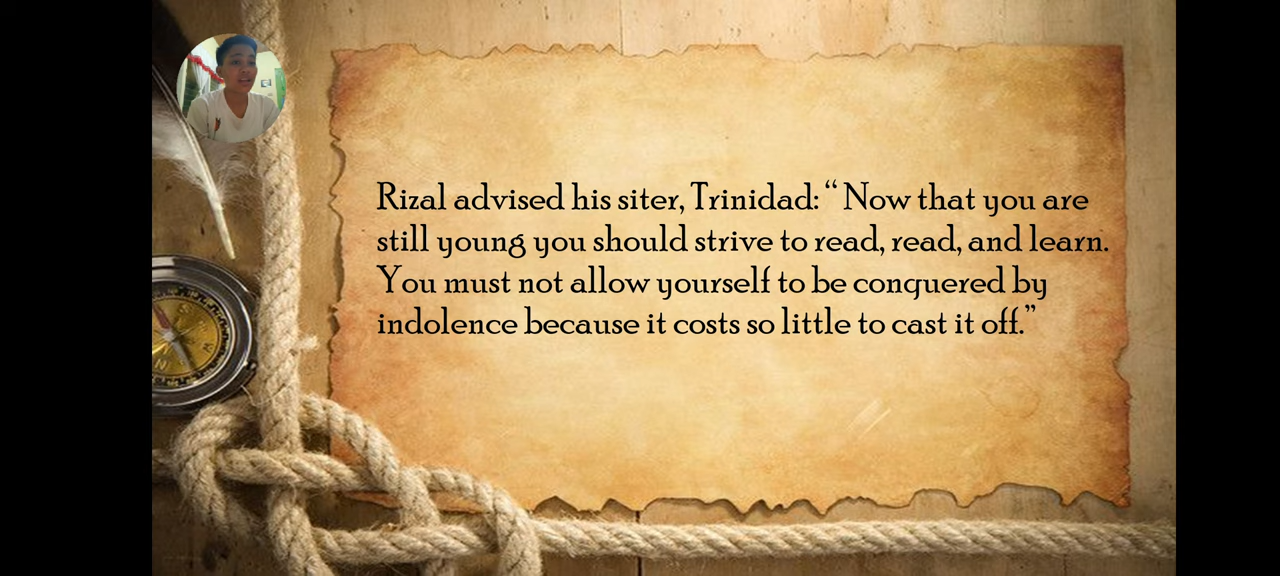 Rizal advised his siter, Trinidad: “ Now that you are
still young you should strive to read, read, and learn.
You must not allow yourself to be conquered by
indolence because it costs so little to cast it off.”